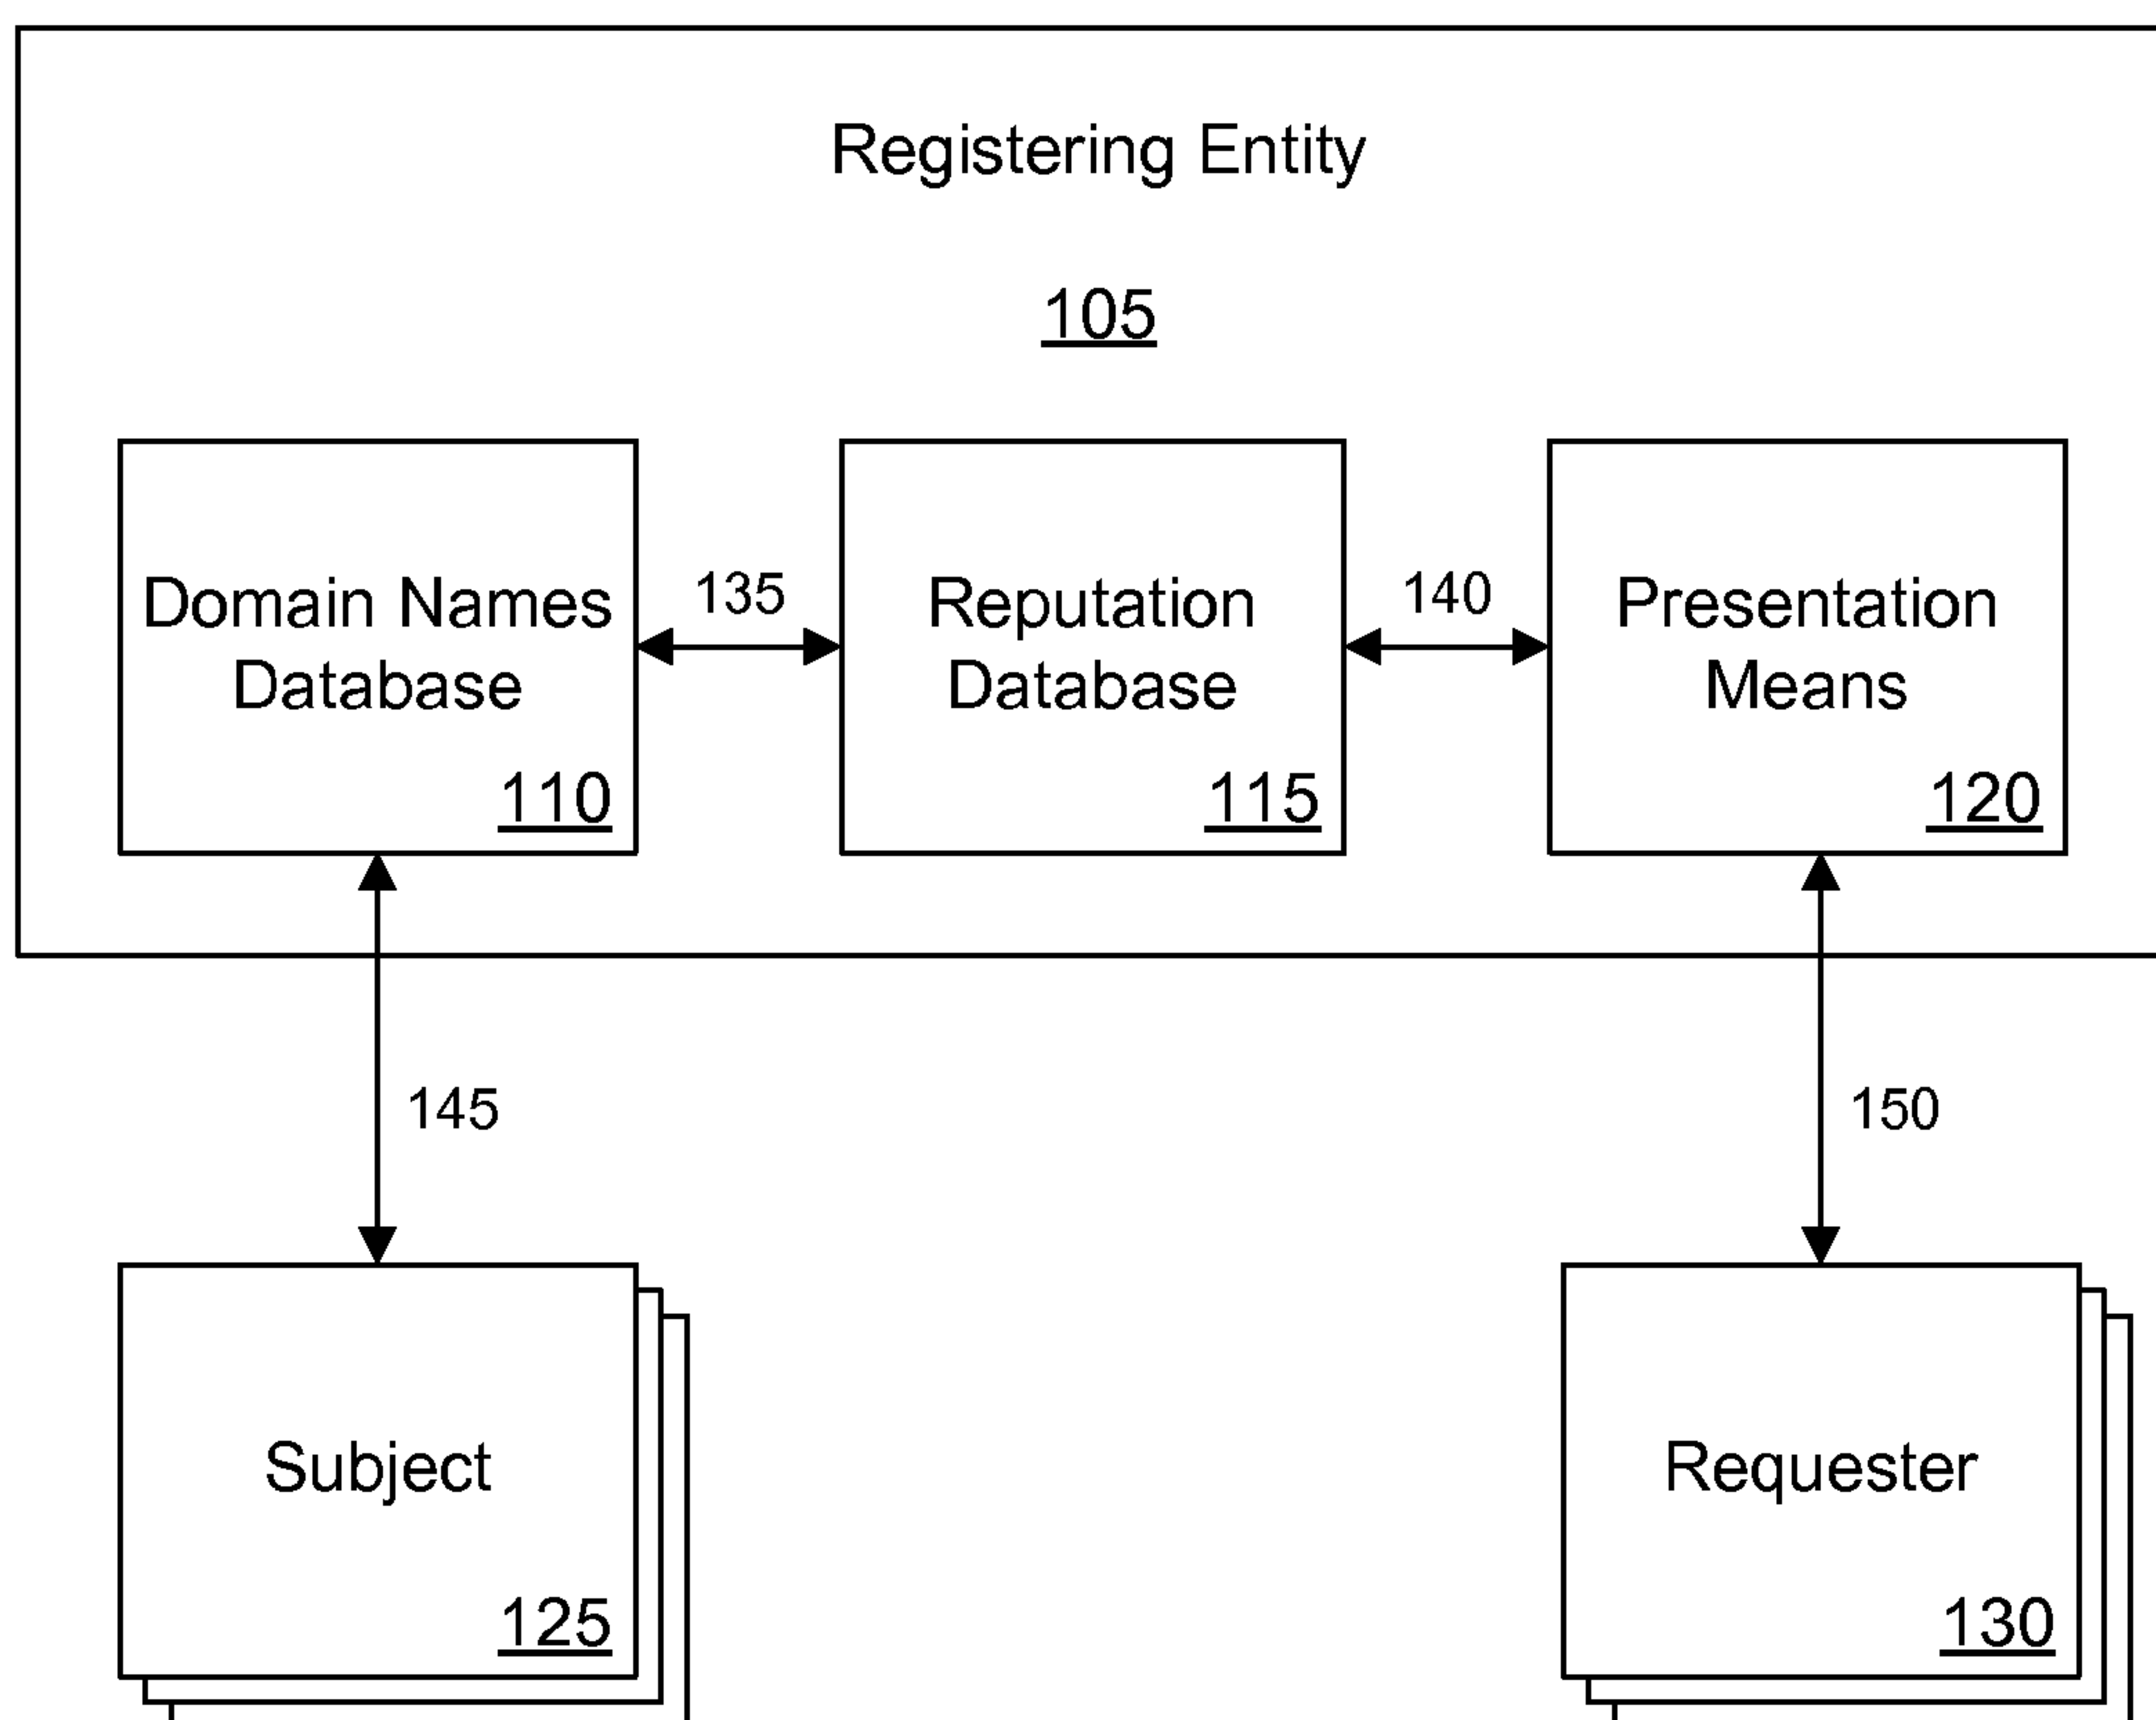 Registering Entity
105
Domain Names
Database
110
135
Reputation
Database
115
140
Presentation
Means
120
145
150
Subject
125
Requester
130